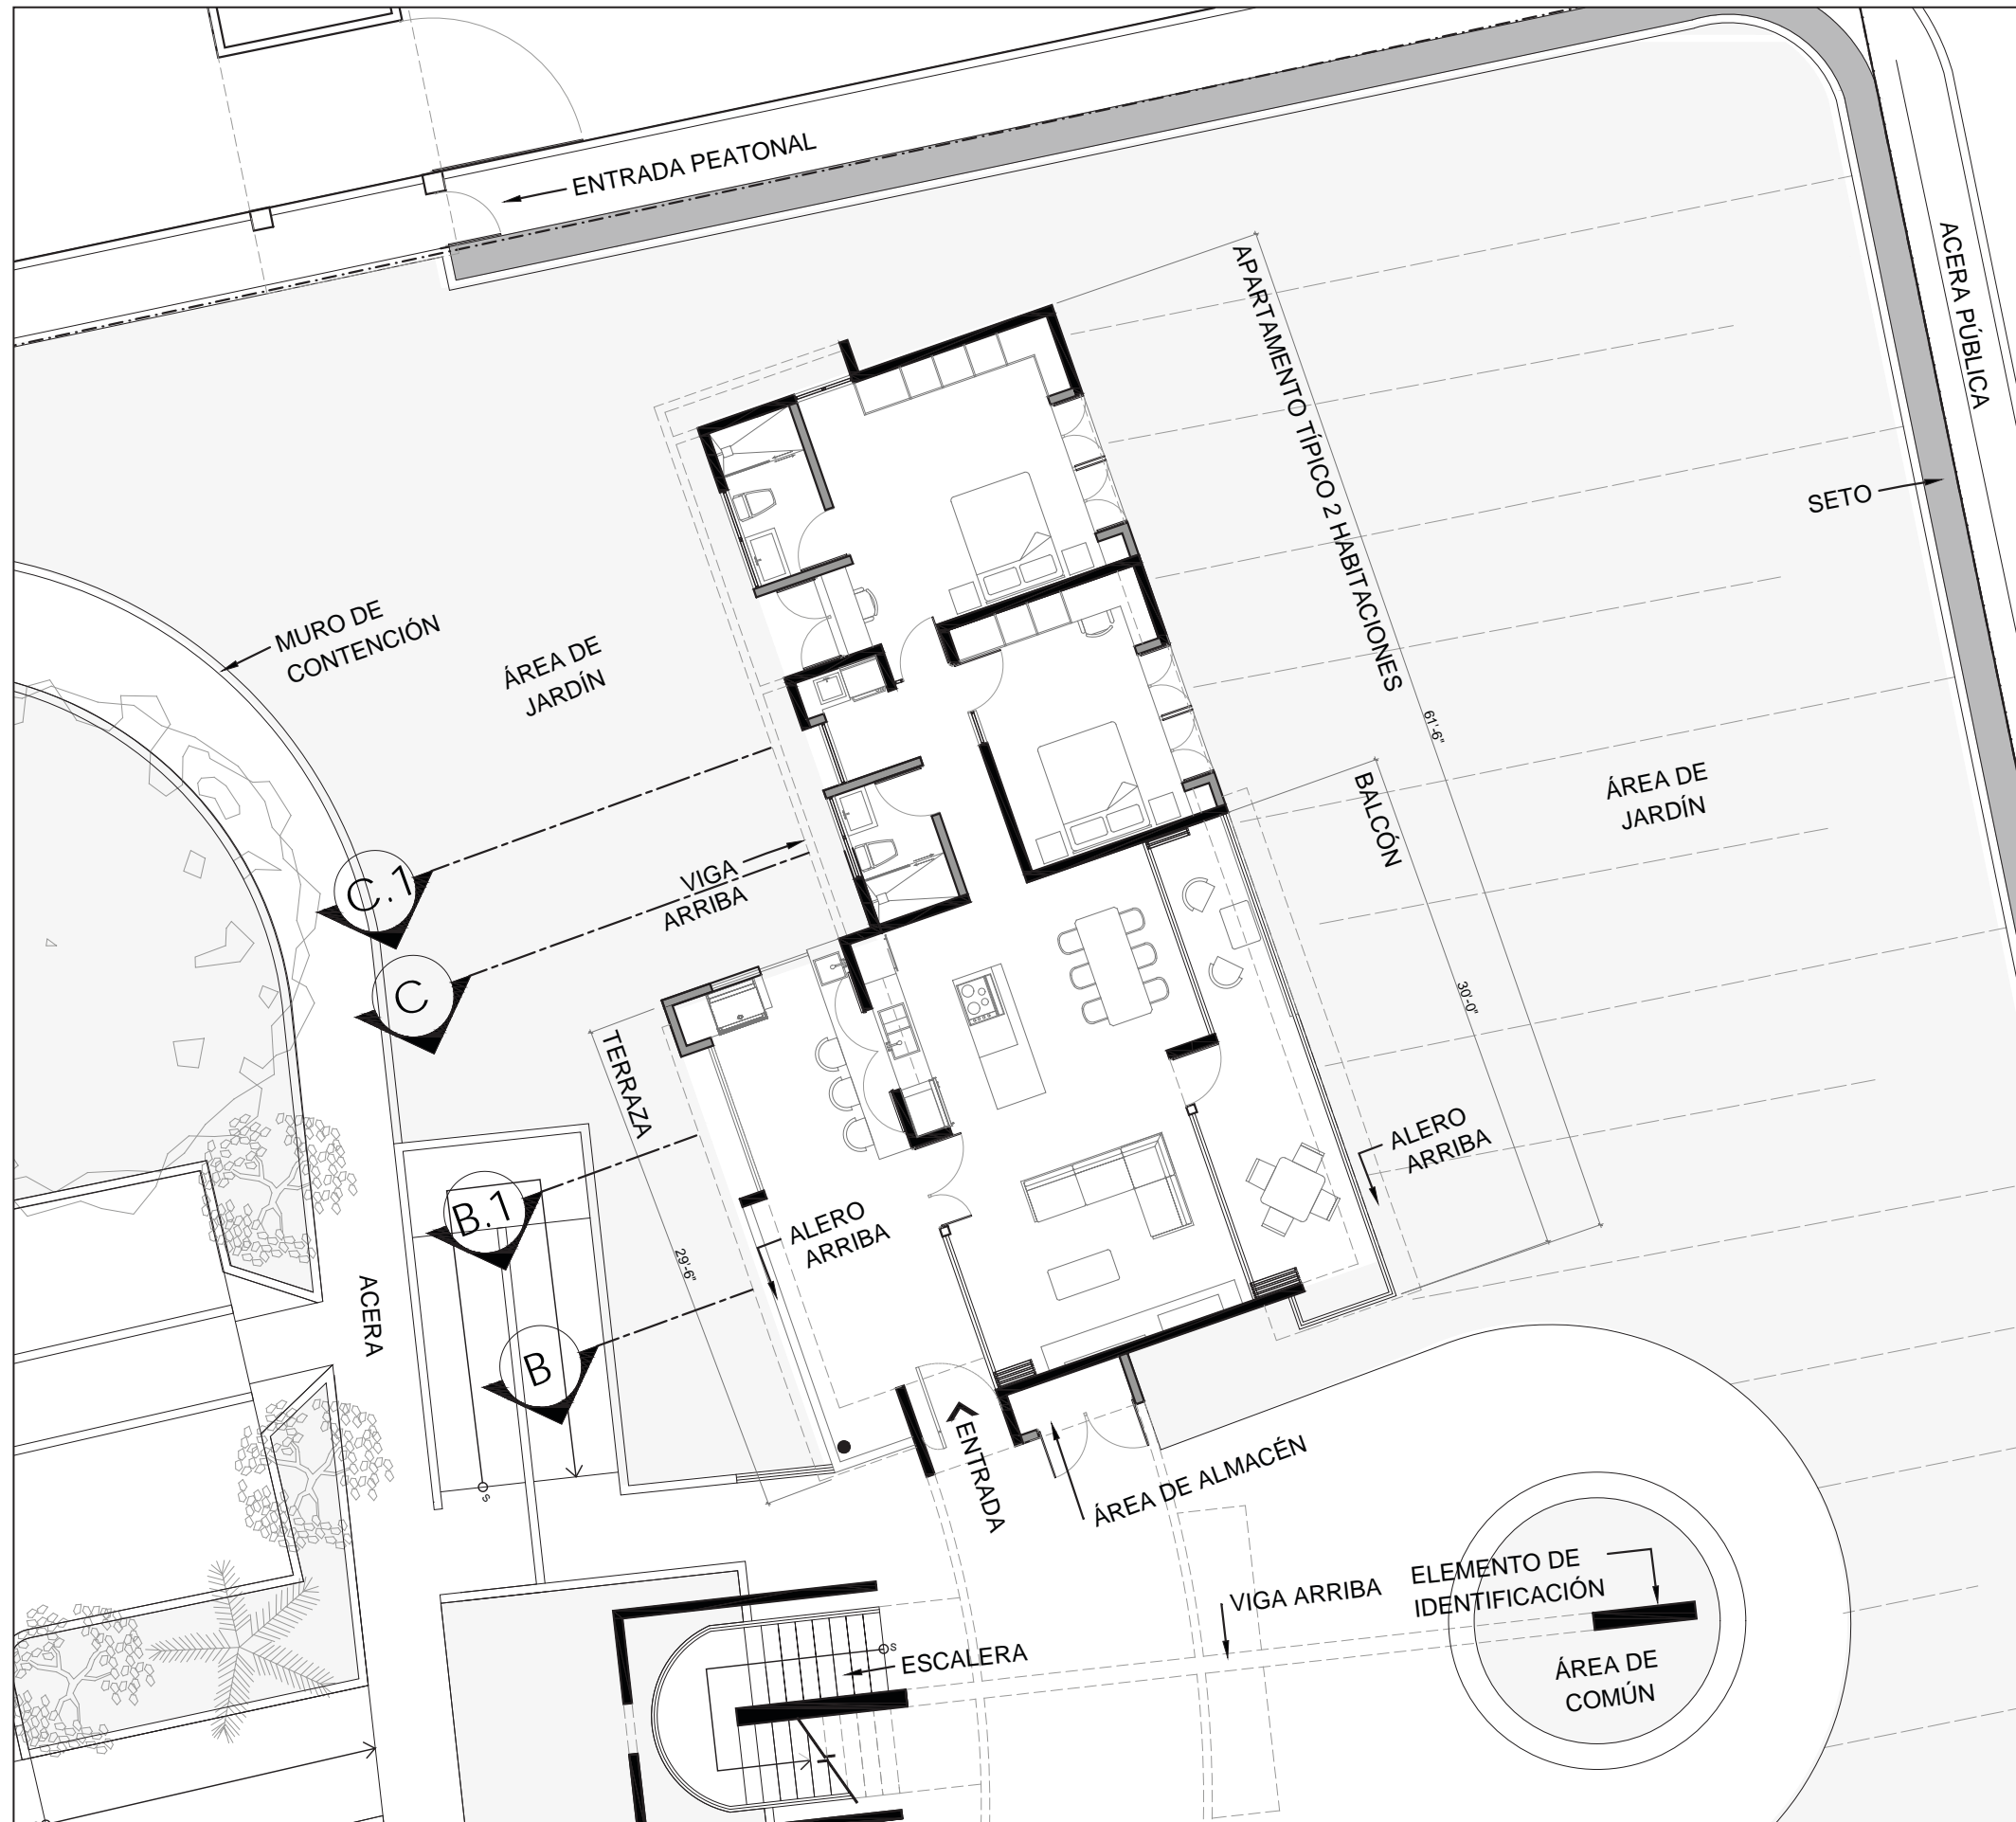 ENTRADA PEATONAL
ACERA PÚBLICA
APARTAMENTO TÍPICO 2 HABITACIONES
61'-6"
SETO
MURO DE
CONTENCIÓN
ÁREA DE
JARDÍN
ÁREA DE
JARDÍN
BALCÓN
30'-0"
C.1
VIGA
ARRIBA
C
TERRAZA
29'-6"
ALERO
ARRIBA
B.1
ALERO
ARRIBA
ACERA
B
S
ENTRADA
ÁREA DE ALMACÉN
VIGA ARRIBA
ELEMENTO DE
IDENTIFICACIÓN
S
ESCALERA
ÁREA DE
COMÚN